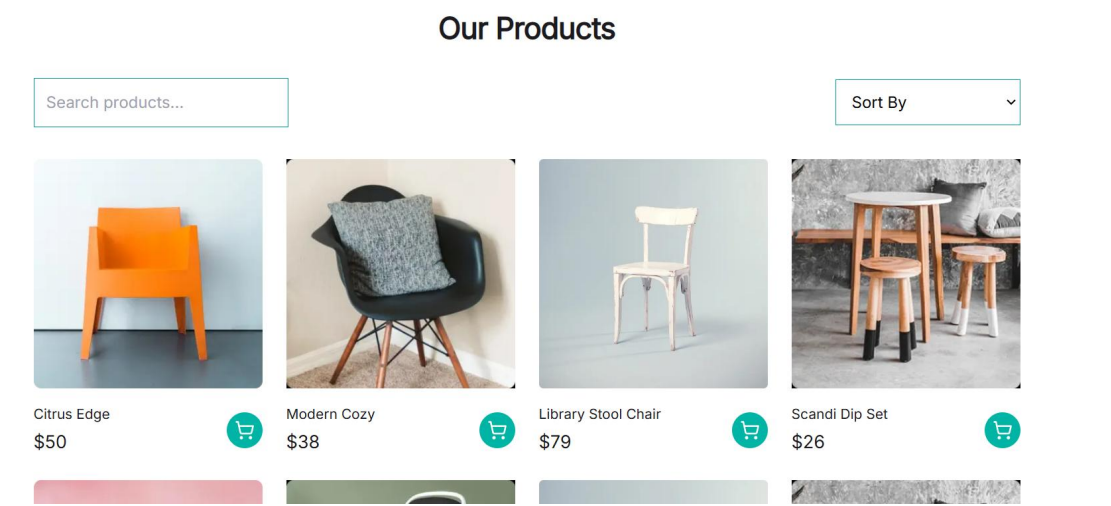 Our Products
Search products...
Sort By
Citrus Edge
$50
Modern Cozy
$38
Library Stool Chair
$79
Scandi Dip Set
$26